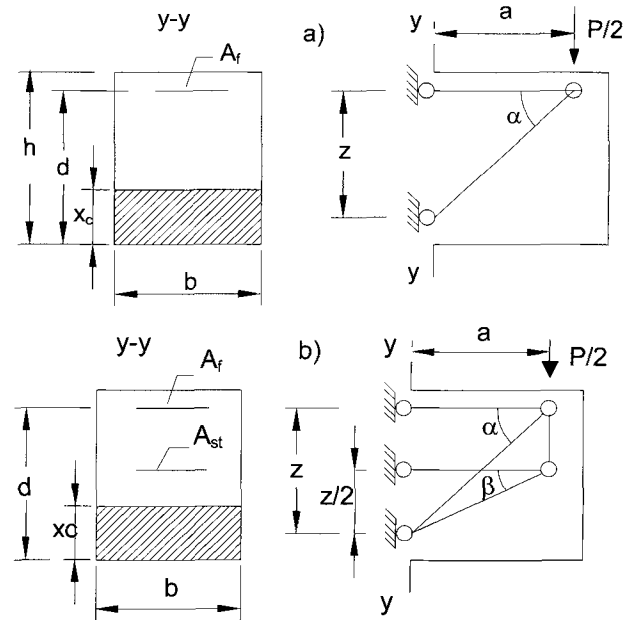 y-y
a)
y
a
P/2
A_f
h
d
z
α
x_c
b
y
y-y
b)
y
a
P/2
A_f
A_st
d
z
z/2
α
β
xc
b
y